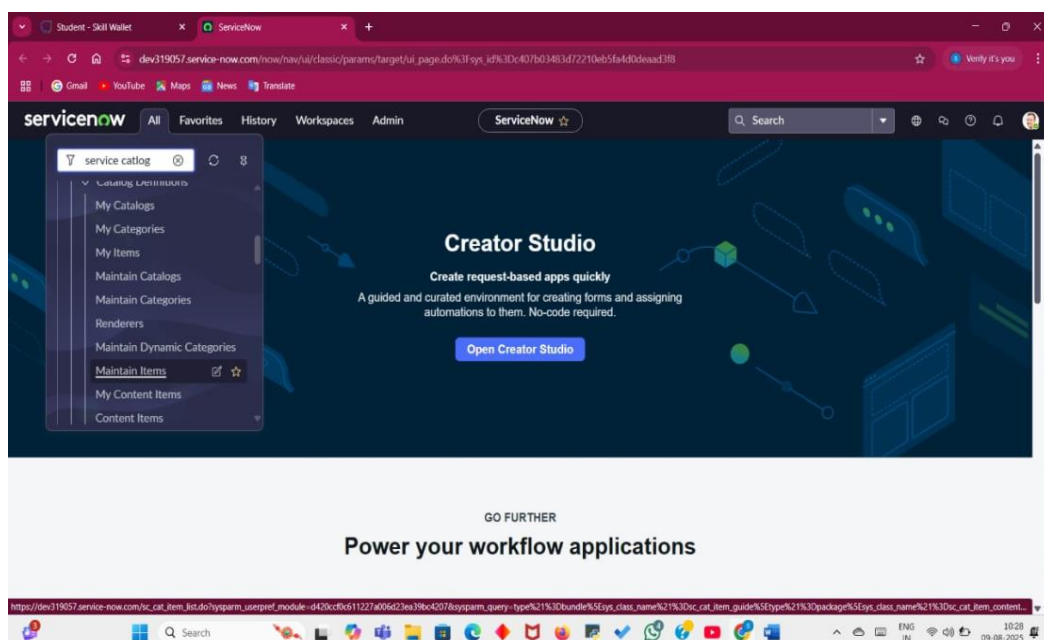 Student - Skill Wallet
ServiceNow
dev319057.service-now.com/now/nav/ui/classic/params/target/ui_page.do%3Fsys_id%3Dc407b03483d72210eb5fa4d0deaad3f8
Verify it's you
Gmail YouTube Maps News Translate
servicenow All Favorites History Workspaces Admin ServiceNow Search
service catlog
Catalog Definitions
My Catalogs
My Categories
My Items
Maintain Catalogs
Maintain Categories
Renderers
Maintain Dynamic Categories
Maintain Items
My Content Items
Content Items
Creator Studio
Create request-based apps quickly
A guided and curated environment for creating forms and assigning
automations to them. No-code required.
Open Creator Studio
GO FURTHER
Power your workflow applications
https://dev319057.service-now.com/sc_cat_item_list.do?sysparm_userpref_module=d420ccf0c611227a006d23ea39bc4207&sysparm_query=type%21%3Dbundle%5Esys_class_name%21%3Dsc_cat_item_guide%5Etype%21%3Dpackage%5Esys_class_name%21%3Dsc_cat_item_content...
Search
ENG
IN
10:28
09-08-2025